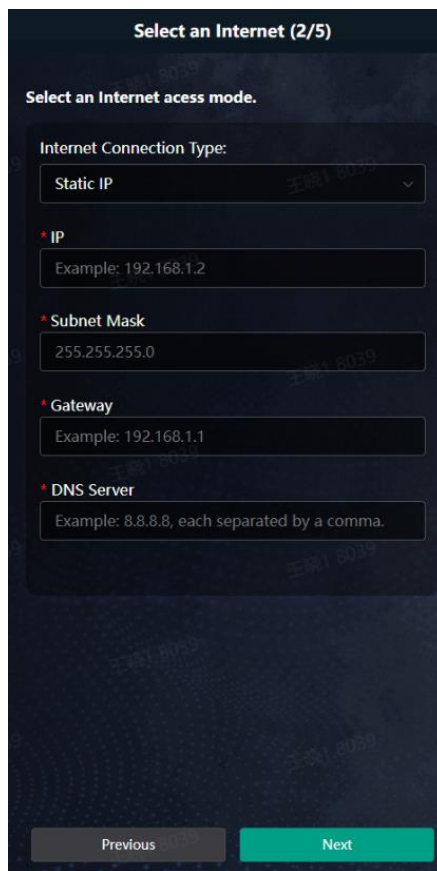 Select an Internet (2/5)
Select an Internet acess mode.
Internet Connection Type:
Static IP
* IP
Example: 192.168.1.2
* Subnet Mask
255.255.255.0
* Gateway
Example: 192.168.1.1
* DNS Server
Example: 8.8.8.8, each separated by a comma.
Previous
Next